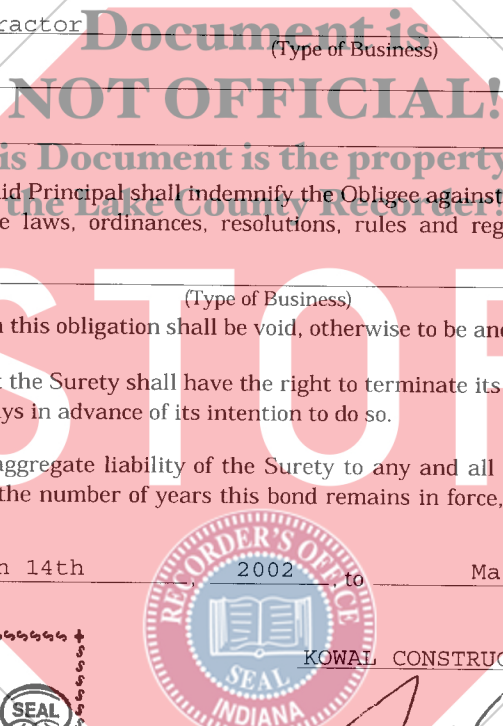 ractor
Document is
(Type of Business)
NOT OFFICIAL!
is Document is the property
id Principal shall indemnify the Obligee against
the Lake County Recorder!
e laws, ordinances, resolutions, rules and reg
STOP
(Type of Business)
n this obligation shall be void, otherwise to be and
t the Surety shall have the right to terminate its
ys in advance of its intention to do so.
aggregate liability of the Surety to any and all
the number of years this bond remains in force,
h 14th, 2002, to Ma
RECORDER'S OFFICE
SEAL
INDIANA
KOWAL CONSTRUC
SEAL